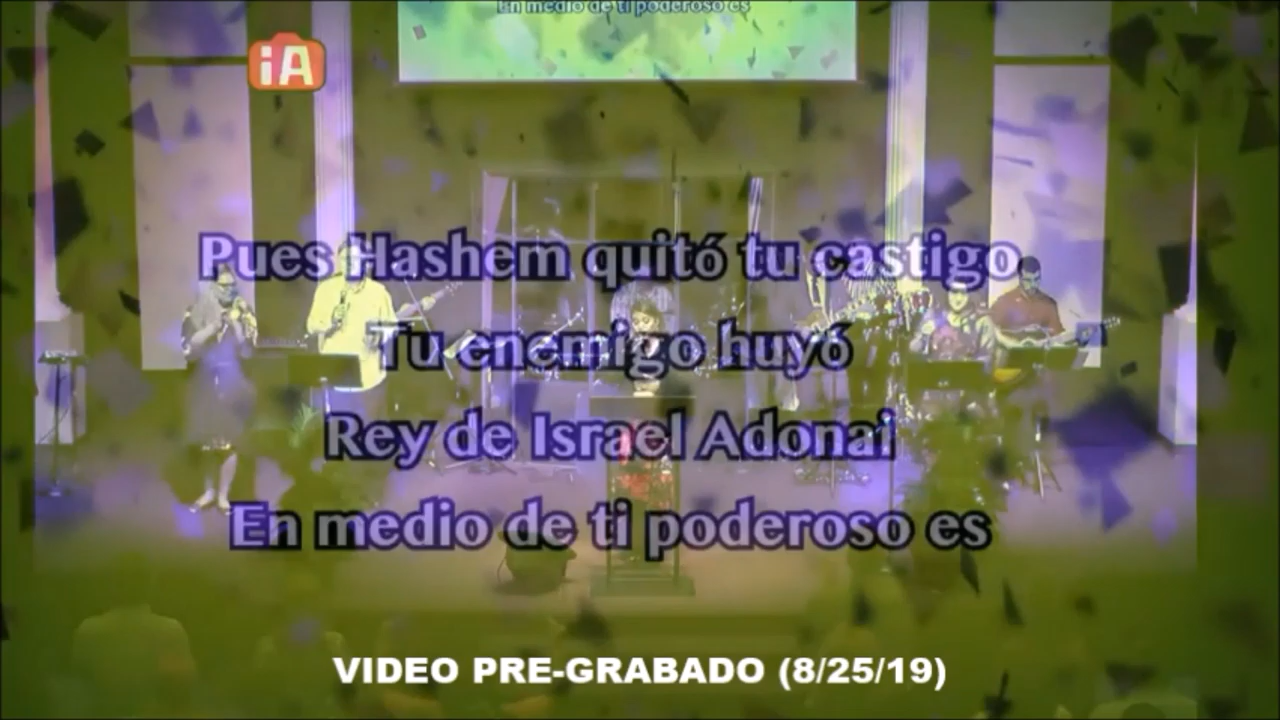 En medio de ti poderoso es
iA
Pues Hashem quitó tu castigo
Tu enemigo huyó
Rey de Israel Adonai
En medio de ti poderoso es
VIDEO PRE-GRABADO (8/25/19)